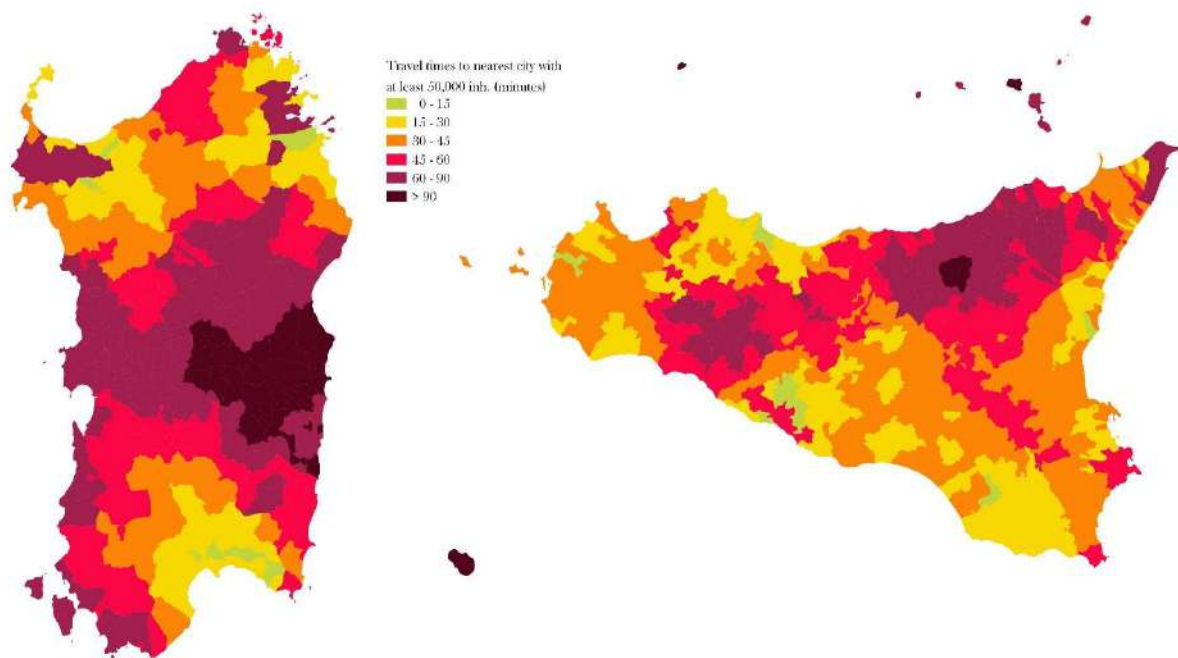 Travel times to nearest city with
at least 50,000 inh. (minutes)
0 - 15
15 - 30
30 - 45
45 - 60
60 - 90
> 90